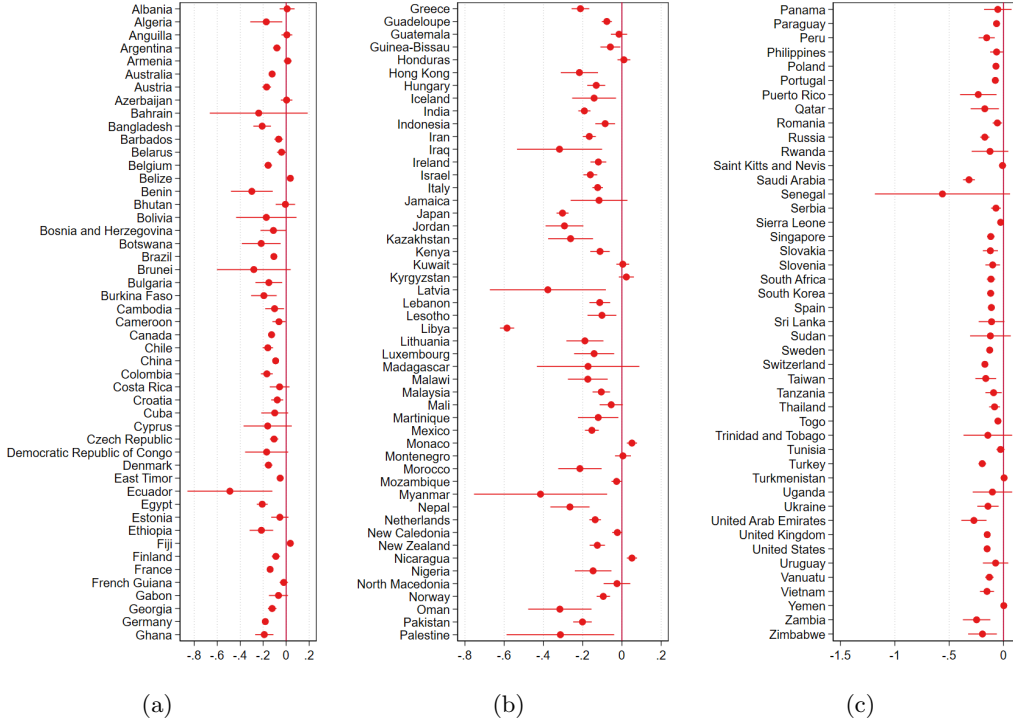 Albania
Algeria
Anguilla
Argentina
Armenia
Australia
Austria
Azerbaijan
Bahrain
Bangladesh
Barbados
Belarus
Belgium
Belize
Benin
Bhutan
Bolivia
Bosnia and Herzegovina
Botswana
Brazil
Brunei
Bulgaria
Burkina Faso
Cambodia
Cameroon
Canada
Chile
China
Colombia
Costa Rica
Croatia
Cuba
Cyprus
Czech Republic
Democratic Republic of Congo
Denmark
East Timor
Ecuador
Egypt
Estonia
Ethiopia
Fiji
Finland
France
French Guiana
Gabon
Georgia
Germany
Ghana
-.8 -.6 -.4 -.2 0 .2
(a)
Greece
Guadeloupe
Guatemala
Guinea-Bissau
Honduras
Hong Kong
Hungary
Iceland
India
Indonesia
Iran
Iraq
Ireland
Israel
Italy
Jamaica
Japan
Jordan
Kazakhstan
Kenya
Kuwait
Kyrgyzstan
Latvia
Lebanon
Lesotho
Libya
Lithuania
Luxembourg
Madagascar
Malawi
Malaysia
Mali
Martinique
Mexico
Monaco
Montenegro
Morocco
Mozambique
Myanmar
Nepal
Netherlands
New Caledonia
New Zealand
Nicaragua
Nigeria
North Macedonia
Norway
Oman
Pakistan
Palestine
-.8 -.6 -.4 -.2 0 .2
(b)
Panama
Paraguay
Peru
Philippines
Poland
Portugal
Puerto Rico
Qatar
Romania
Russia
Rwanda
Saint Kitts and Nevis
Saudi Arabia
Senegal
Serbia
Sierra Leone
Singapore
Slovakia
Slovenia
South Africa
South Korea
Spain
Sri Lanka
Sudan
Sweden
Switzerland
Taiwan
Tanzania
Thailand
Togo
Trinidad and Tobago
Tunisia
Turkey
Turkmenistan
Uganda
Ukraine
United Arab Emirates
United Kingdom
United States
Uruguay
Vanuatu
Vietnam
Yemen
Zambia
Zimbabwe
-1.5 -1 -.5 0
(c)